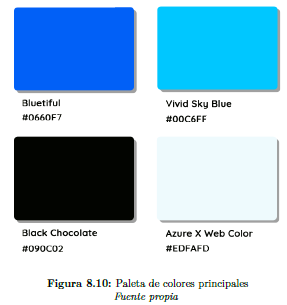 Bluetiful
#0660F7
Vivid Sky Blue
#00C6FF
Black Chocolate
#090C02
Azure X Web Color
#EDFAFD
Figura 8.10: Paleta de colores principales
Fuente propia